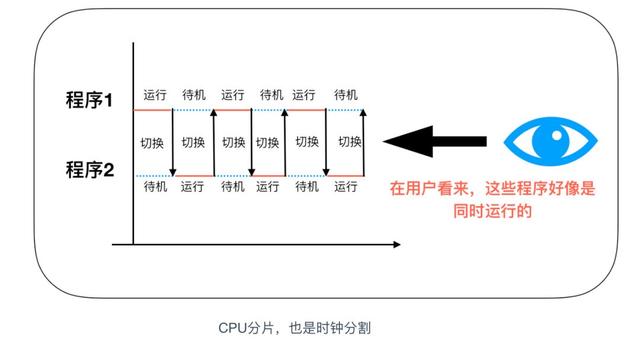 程序1
运行 待机 运行 待机 运行 待机
切换 切换 切换 切换 切换 切换
程序2
待机 运行 待机 运行 待机 运行
在用户看来，这些程序好像是
同时运行的
CPU分片，也是时钟分割